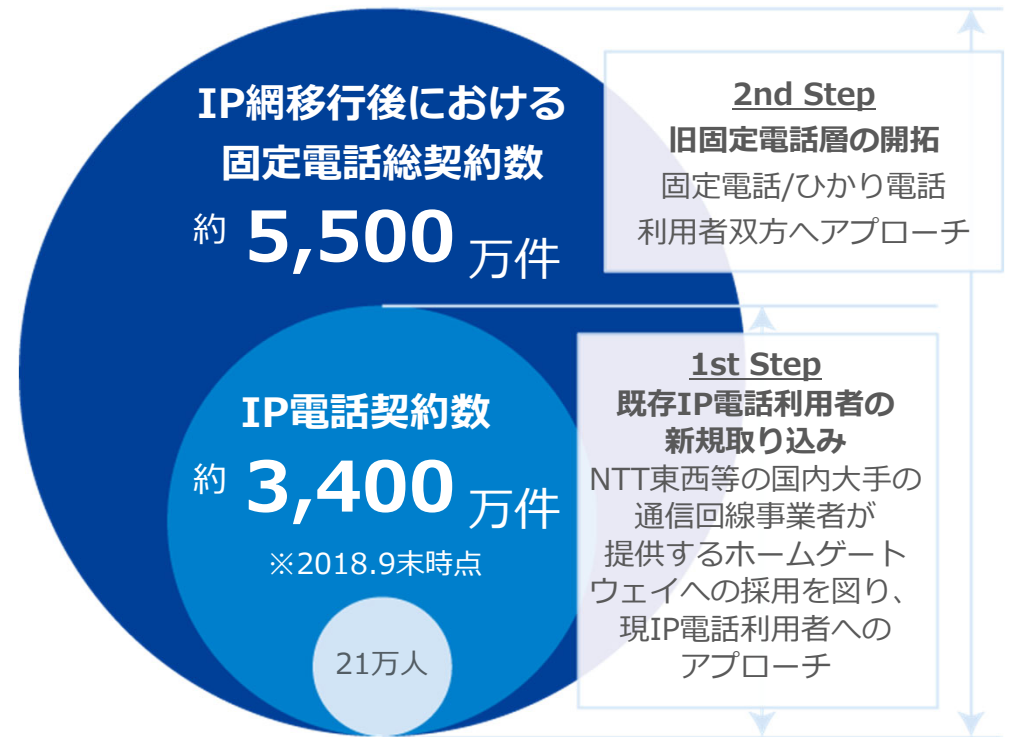 IP網移行後における
固定電話総契約数
約 5,500 万件
2nd Step
旧固定電話層の開拓
固定電話/ひかり電話
利用者双方へアプローチ
IP電話契約数
約 3,400 万件
※2018.9末時点
21万人
1st Step
既存IP電話利用者の
新規取り込み
NTT東西等の国内大手の
通信回線事業者が
提供するホームゲート
ウェイへの採用を図り、
現IP電話利用者への
アプローチ